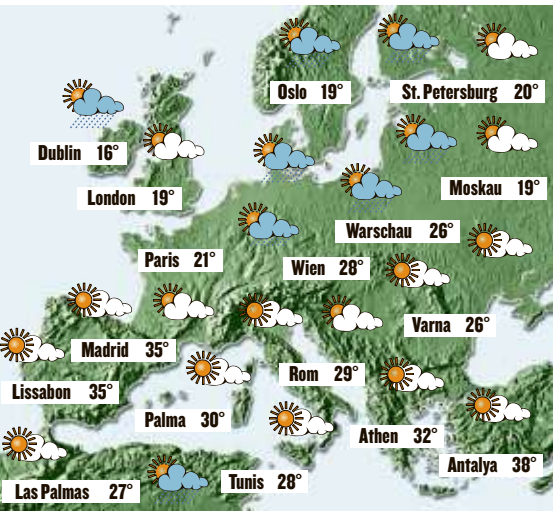 Oslo 19°
St. Petersburg 20°
Dublin 16°
London 19°
Moskau 19°
Warschau 26°
Paris 21°
Wien 28°
Varna 26°
Madrid 35°
Rom 29°
Lissabon 35°
Palma 30°
Athen 32°
Antalya 38°
Las Palmas 27°
Tunis 28°